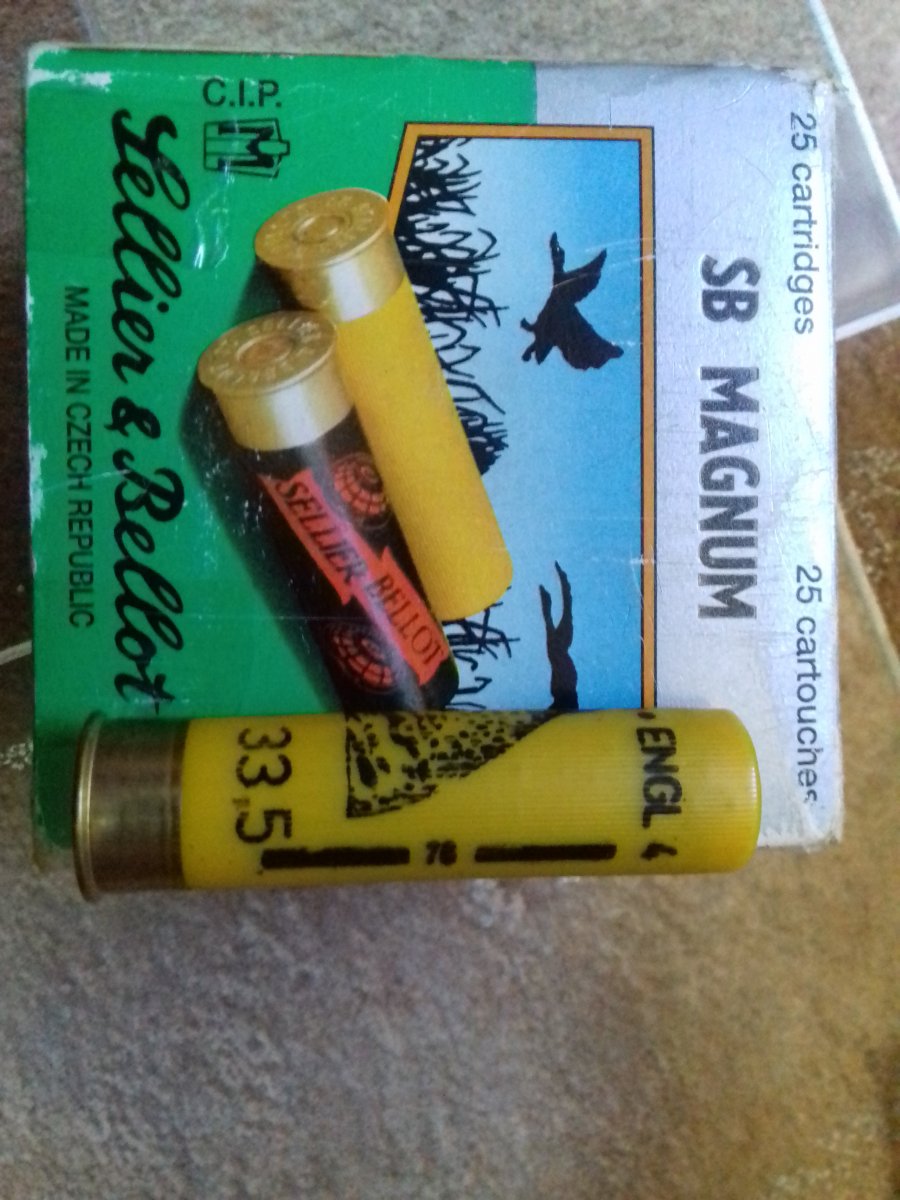 25 cartridges
25 cartouches
SB MAGNUM
C.I.P.
Sellier & Bellot
MADE IN CZECH REPUBLIC
SELLIER
BELLOT
ENGL 4
76
33,5